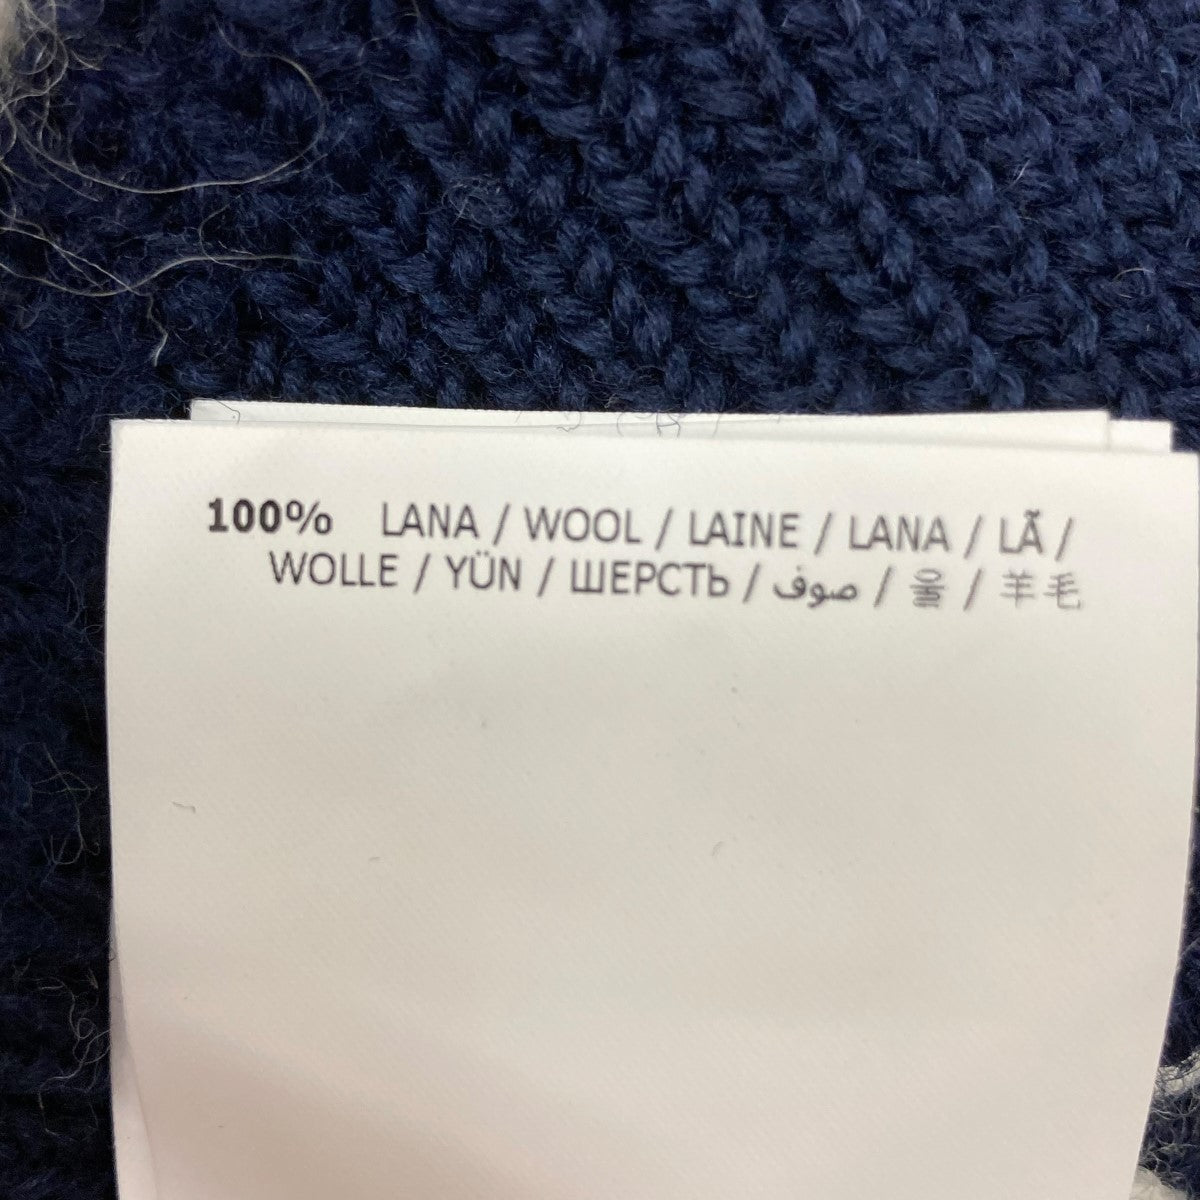 100% LANA / WOOL / LAINE / LANA / LÃ /
WOLLE / YÜN / ШЕРСТЬ / صوف / 울 / 羊毛